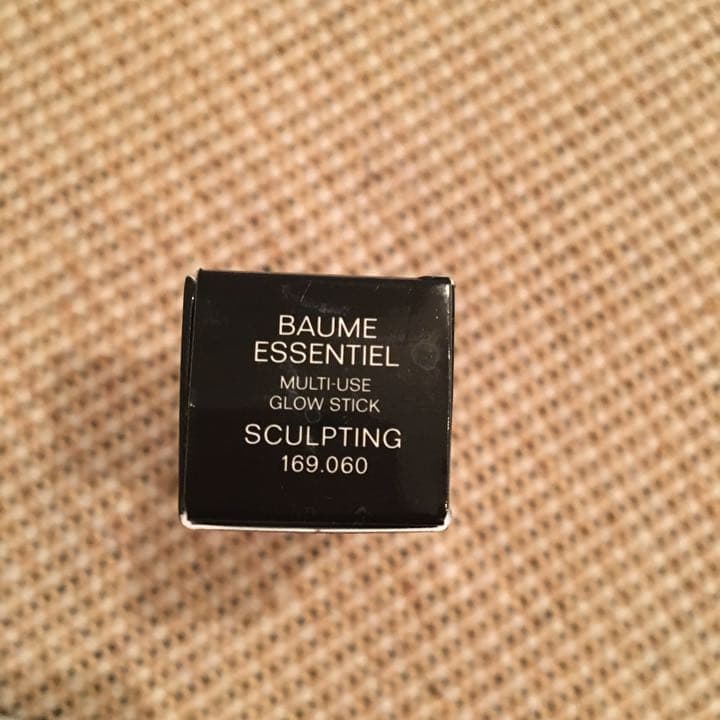 BAUME
ESSENTIEL
MULTI-USE
GLOW STICK
SCULPTING
169.060